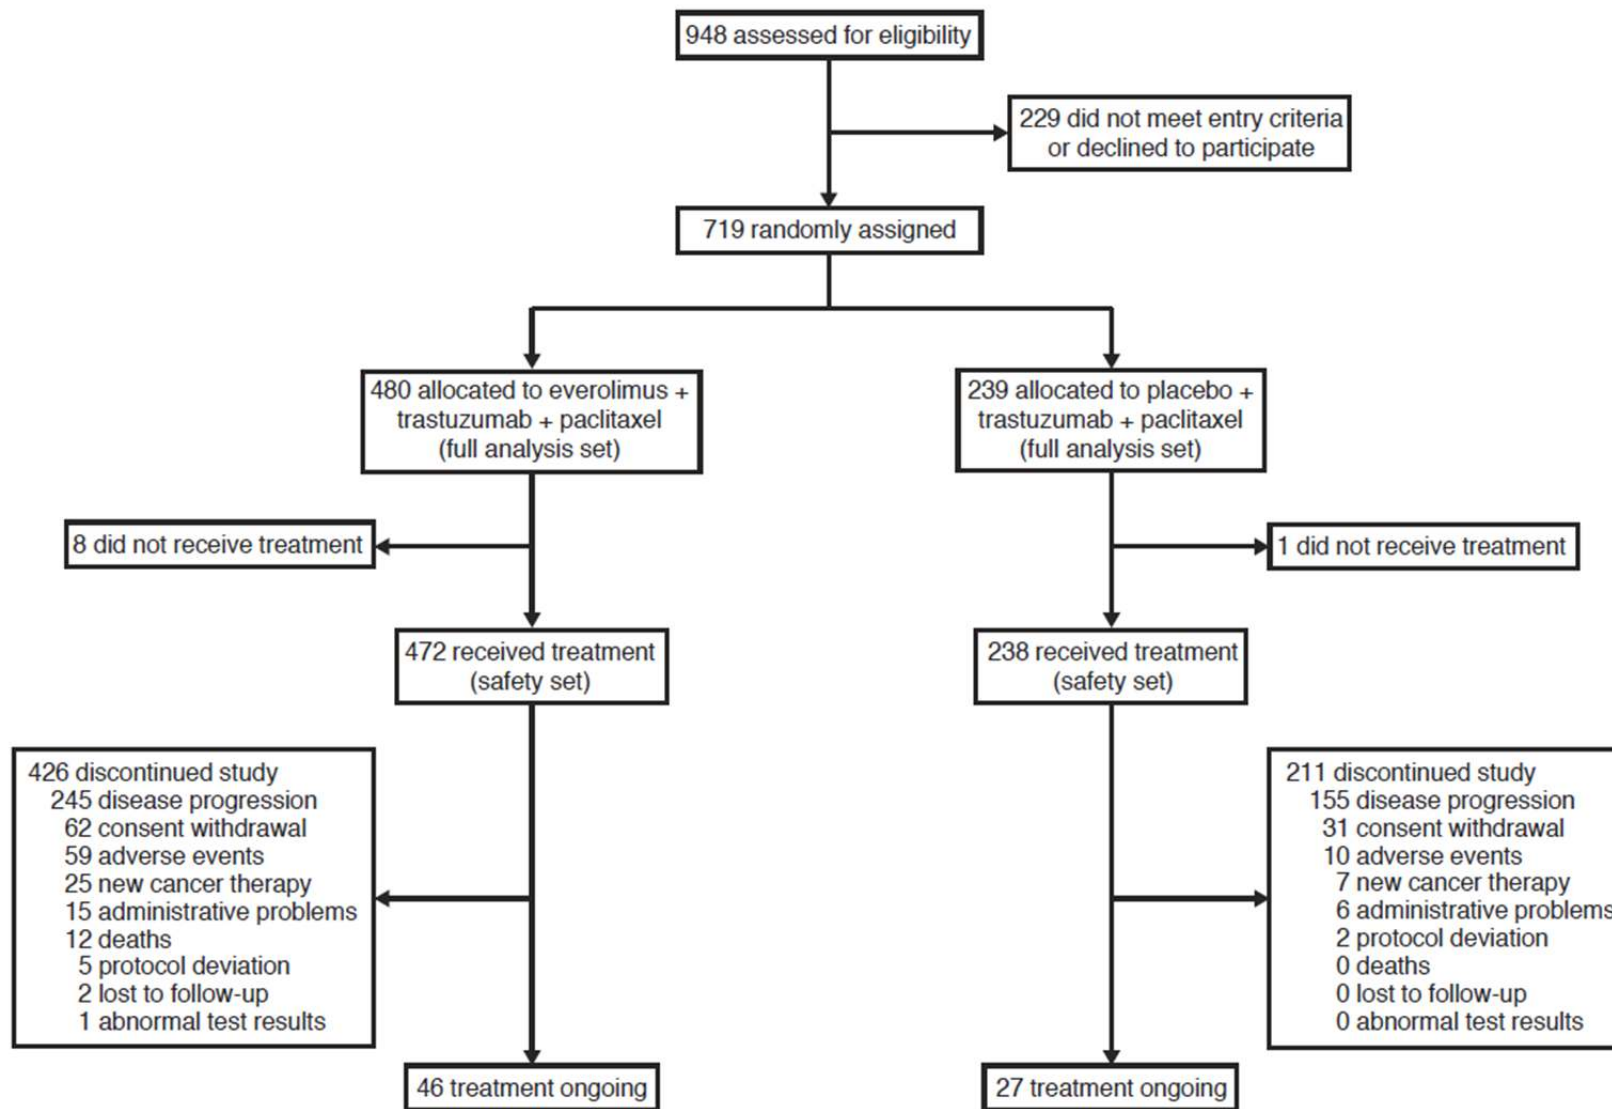 948 assessed for eligibility
229 did not meet entry criteria
or declined to participate
719 randomly assigned
480 allocated to everolimus +
trastuzumab + paclitaxel
(full analysis set)
239 allocated to placebo +
trastuzumab + paclitaxel
(full analysis set)
8 did not receive treatment
1 did not receive treatment
472 received treatment
(safety set)
238 received treatment
(safety set)
426 discontinued study
245 disease progression
62 consent withdrawal
59 adverse events
25 new cancer therapy
15 administrative problems
12 deaths
5 protocol deviation
2 lost to follow-up
1 abnormal test results
211 discontinued study
155 disease progression
31 consent withdrawal
10 adverse events
7 new cancer therapy
6 administrative problems
2 protocol deviation
0 deaths
0 lost to follow-up
0 abnormal test results
46 treatment ongoing
27 treatment ongoing